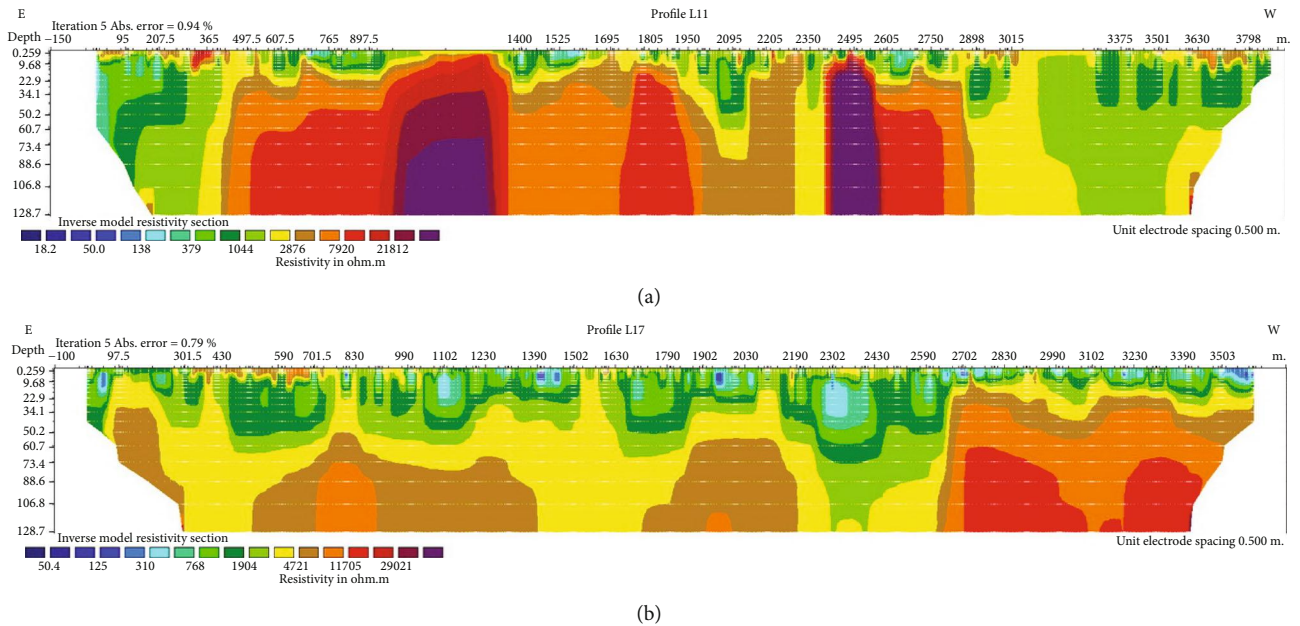 E Profile L11 W
Iteration 5 Abs. error = 0.94 %
Depth −150 95 207.5 365 497.5 607.5 765 897.5 1400 1525 1695 1805 1950 2095 2205 2350 2495 2605 2750 2898 3015 3375 3501 3630 3798 m.
0.259
9.68
22.9
34.1
50.2
60.7
73.4
88.6
106.8
128.7
Inverse model resistivity section
18.2 50.0 138 379 1044 2876 7920 21812
Resistivity in ohm.m
Unit electrode spacing 0.500 m.
(a)
E Profile L17 W
Iteration 5 Abs. error = 0.79 %
Depth −100 97.5 301.5 430 590 701.5 830 990 1102 1230 1390 1502 1630 1790 1902 2030 2190 2302 2430 2590 2702 2830 2990 3102 3230 3390 3503 m.
0.259
9.68
22.9
34.1
50.2
60.7
73.4
88.6
106.8
128.7
Inverse model resistivity section
50.4 125 310 768 1904 4721 11705 29021
Resistivity in ohm.m
Unit electrode spacing 0.500 m.
(b)